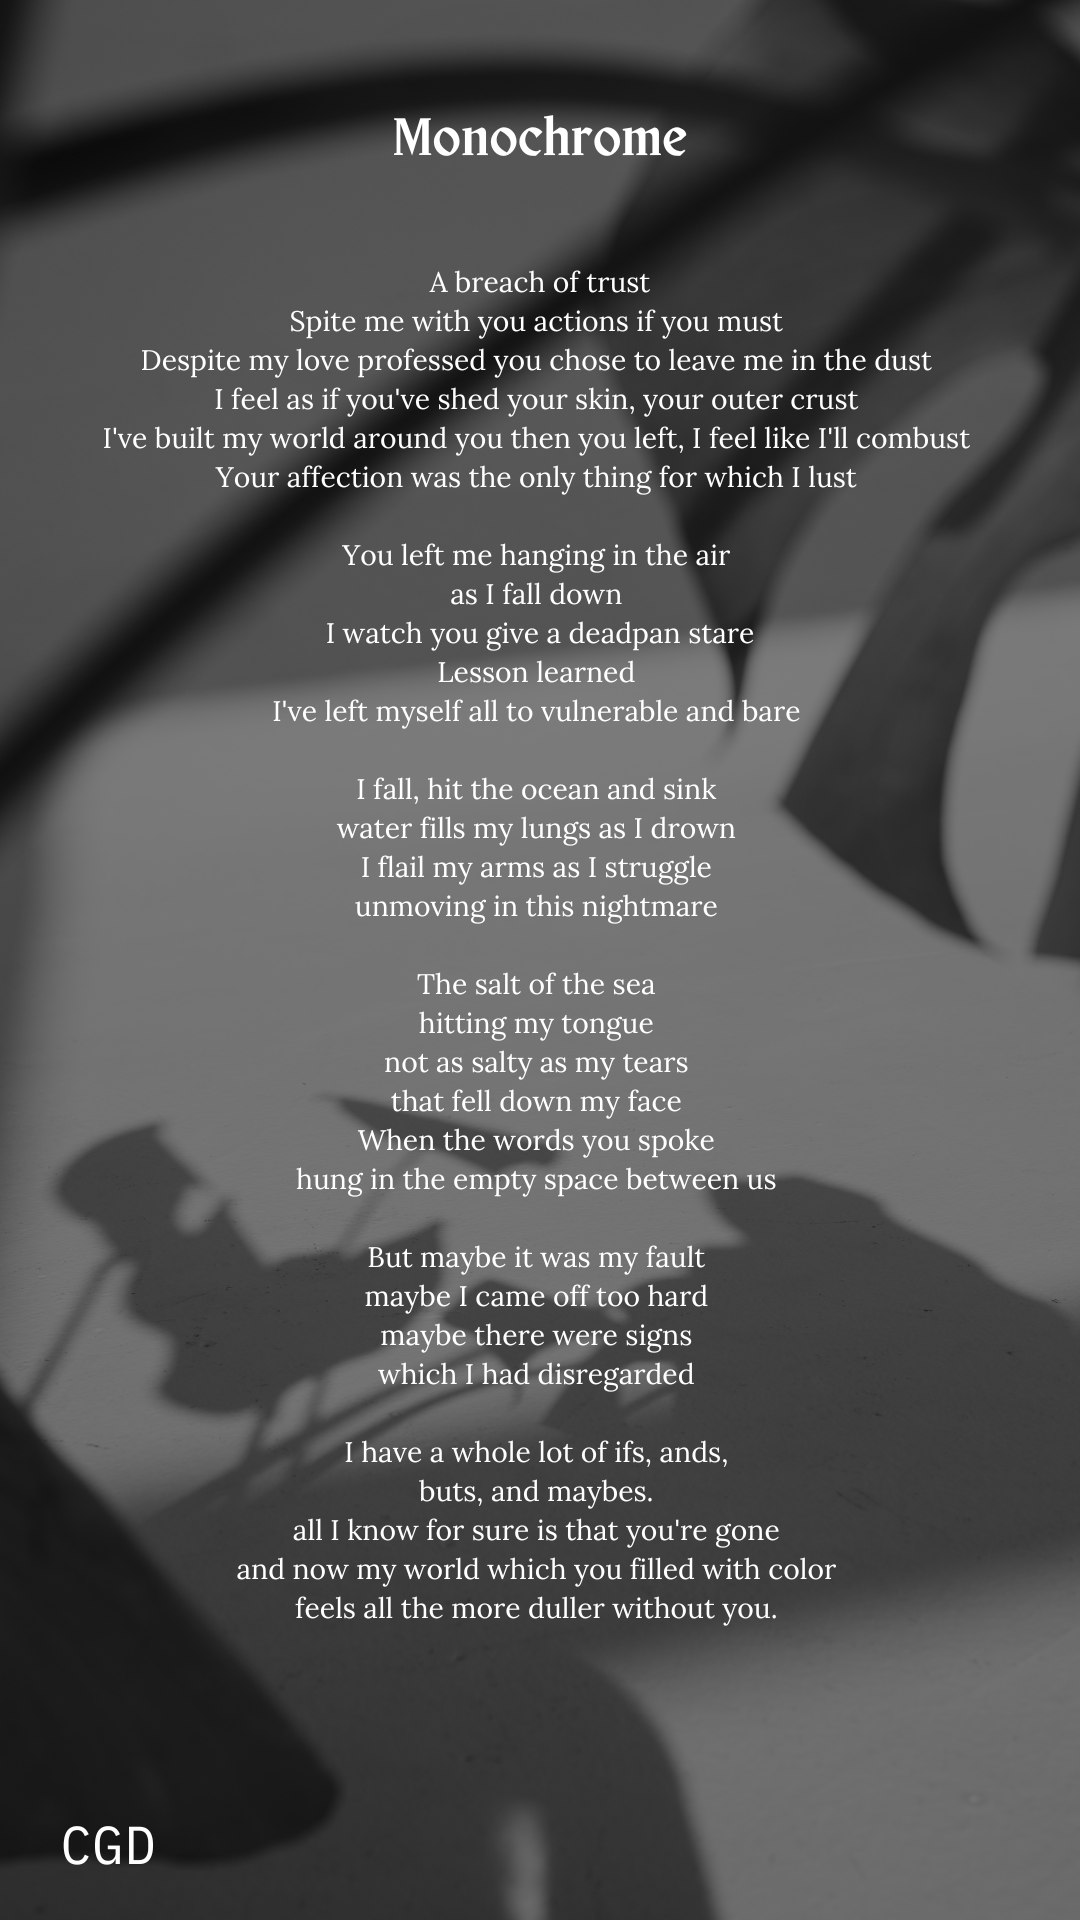 Monochrome
A breach of trust
Spite me with you actions if you must
Despite my love professed you chose to leave me in the dust
I feel as if you've shed your skin, your outer crust
I've built my world around you then you left, I feel like I'll combust
Your affection was the only thing for which I lust
You left me hanging in the air
as I fall down
I watch you give a deadpan stare
Lesson learned
I've left myself all to vulnerable and bare
I fall, hit the ocean and sink
water fills my lungs as I drown
I flail my arms as I struggle
unmoving in this nightmare
The salt of the sea
hitting my tongue
not as salty as my tears
that fell down my face
When the words you spoke
hung in the empty space between us
But maybe it was my fault
maybe I came off too hard
maybe there were signs
which I had disregarded
I have a whole lot of ifs, ands,
buts, and maybes.
all I know for sure is that you're gone
and now my world which you filled with color
feels all the more duller without you.
CGD